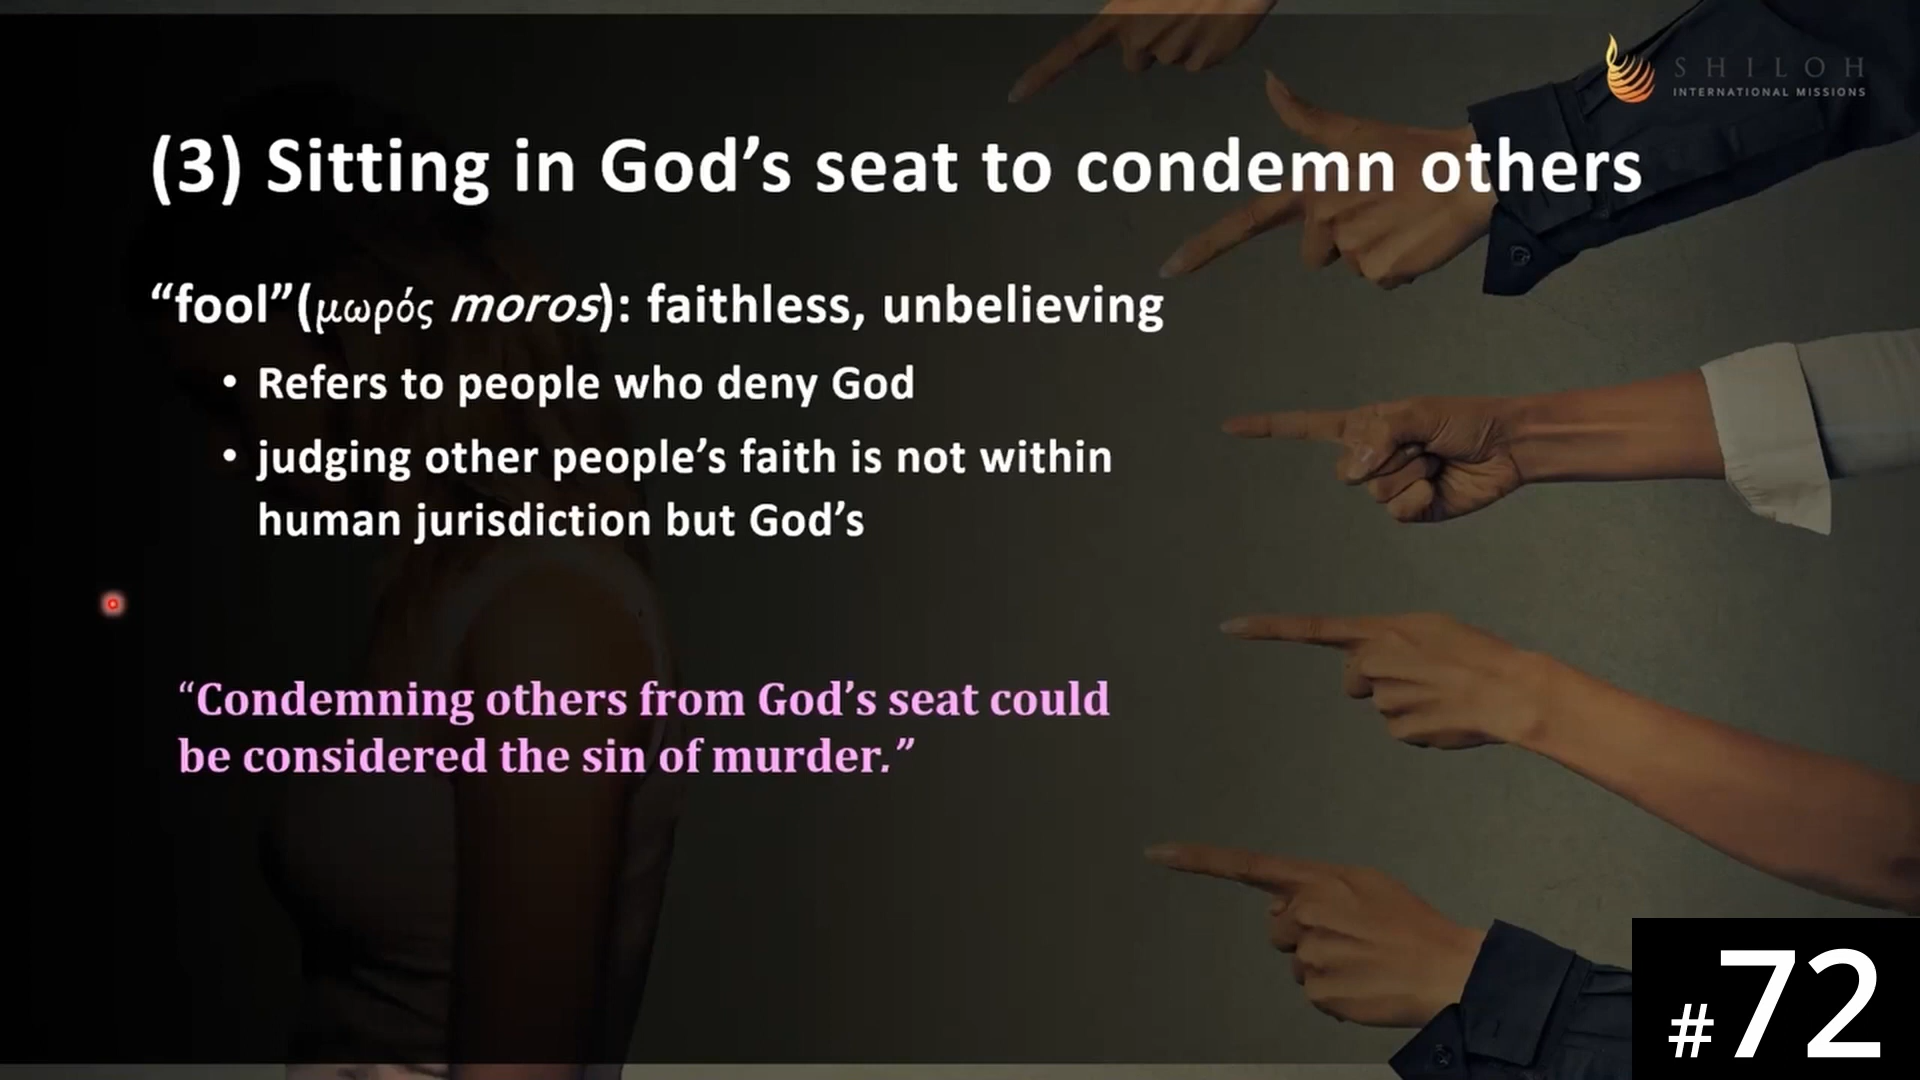 SHILOH
INTERNATIONAL MISSIONS
(3) Sitting in God’s seat to condemn others
“fool”(μωρός moros): faithless, unbelieving
• Refers to people who deny God
• judging other people’s faith is not within
human jurisdiction but God’s
“Condemning others from God’s seat could
be considered the sin of murder.”
#72